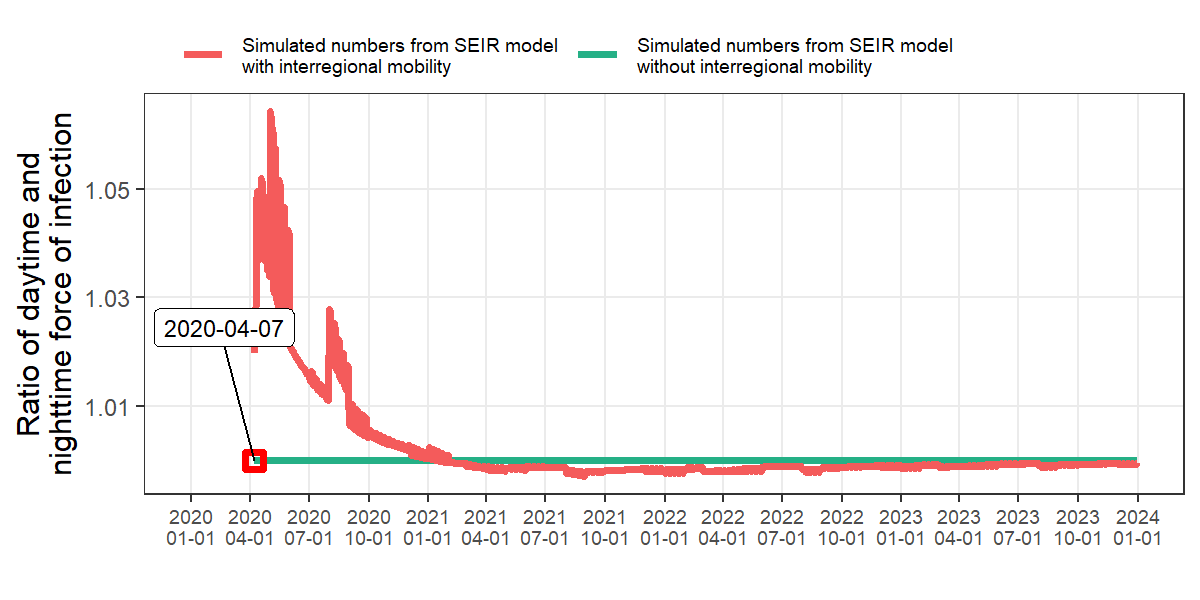 Simulated numbers from SEIR model
with interregional mobility
Simulated numbers from SEIR model
without interregional mobility
Ratio of daytime and
nighttime force of infection
1.05
1.03
1.01
2020-04-07
2020 2020 2020 2020 2021 2021 2021 2021 2022 2022 2022 2022 2023 2023 2023 2023 2024
01-01 04-01 07-01 10-01 01-01 04-01 07-01 10-01 01-01 04-01 07-01 10-01 01-01 04-01 07-01 10-01 01-01